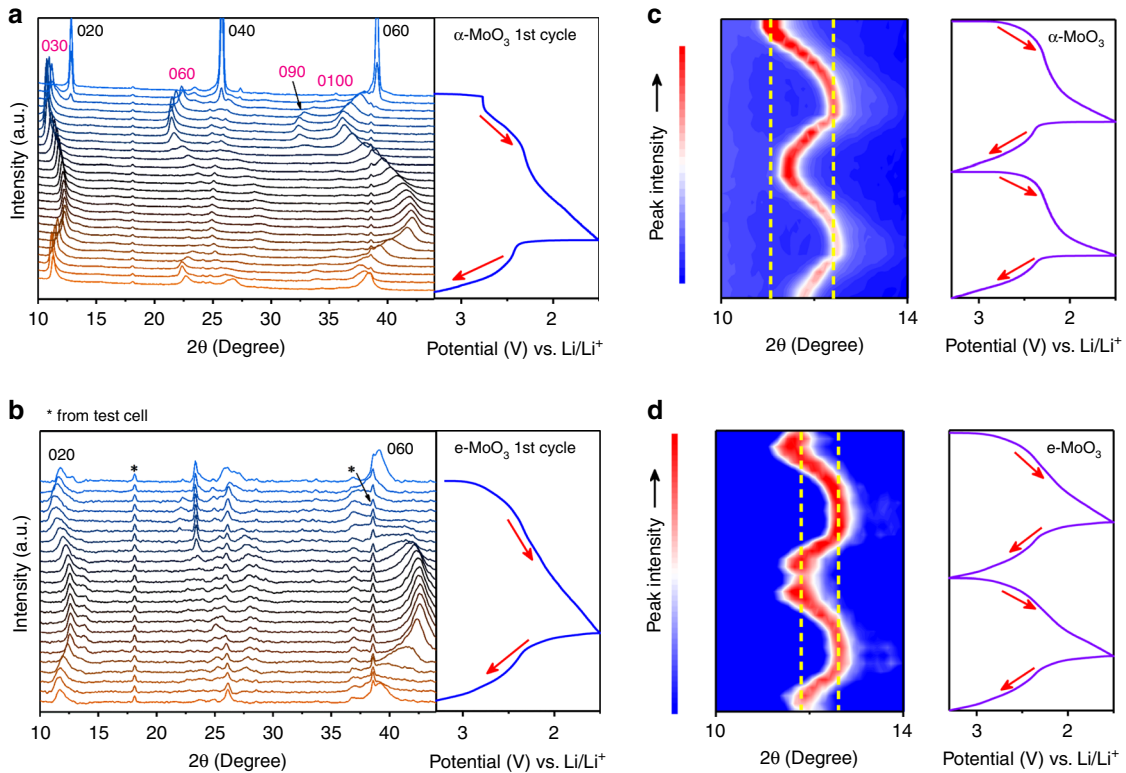 a
030
020
040
060
060
090
0100
α-MoO₃ 1st cycle
Intensity (a.u.)
10 15 20 25 30 35 40
3 2
2θ (Degree)
Potential (V) vs. Li/Li⁺
c
α-MoO₃
Peak intensity
10 14
3 2
2θ (Degree)
Potential (V) vs. Li/Li⁺
b
* from test cell
020
*
*
060
e-MoO₃ 1st cycle
Intensity (a.u.)
10 15 20 25 30 35 40
3 2
2θ (Degree)
Potential (V) vs. Li/Li⁺
d
e-MoO₃
Peak intensity
10 14
3 2
2θ (Degree)
Potential (V) vs. Li/Li⁺